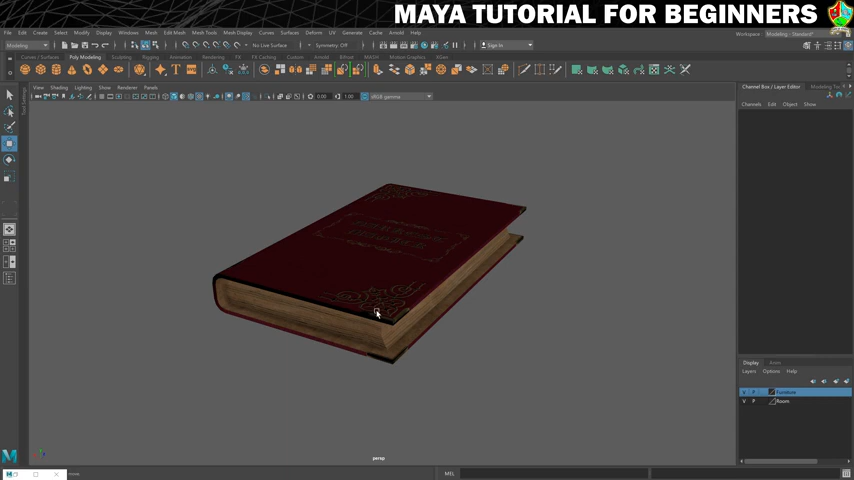 MAYA TUTORIAL FOR BEGINNERS
File Edit Create Select Modify Display Windows Mesh Edit Mesh Mesh Tools Mesh Display Curves Surfaces Deform UV Generate Cache Arnold Help
Workspace: Modeling - Standard*
Modeling
No Live Surface
Symmetry: Off
Sign In
Curves / Surfaces Poly Modeling Sculpting Rigging Animation Rendering FX FX Caching Custom Arnold Bifrost MASH Motion Graphics XGen
View Shading Lighting Show Renderer Panels
0.00
1.00
sRGB gamma
Tool Settings
Channel Box / Layer Editor
Channels Edit Object Show
persp
Display Anim
Layers Options Help
V P Furniture
V P Room
MEL